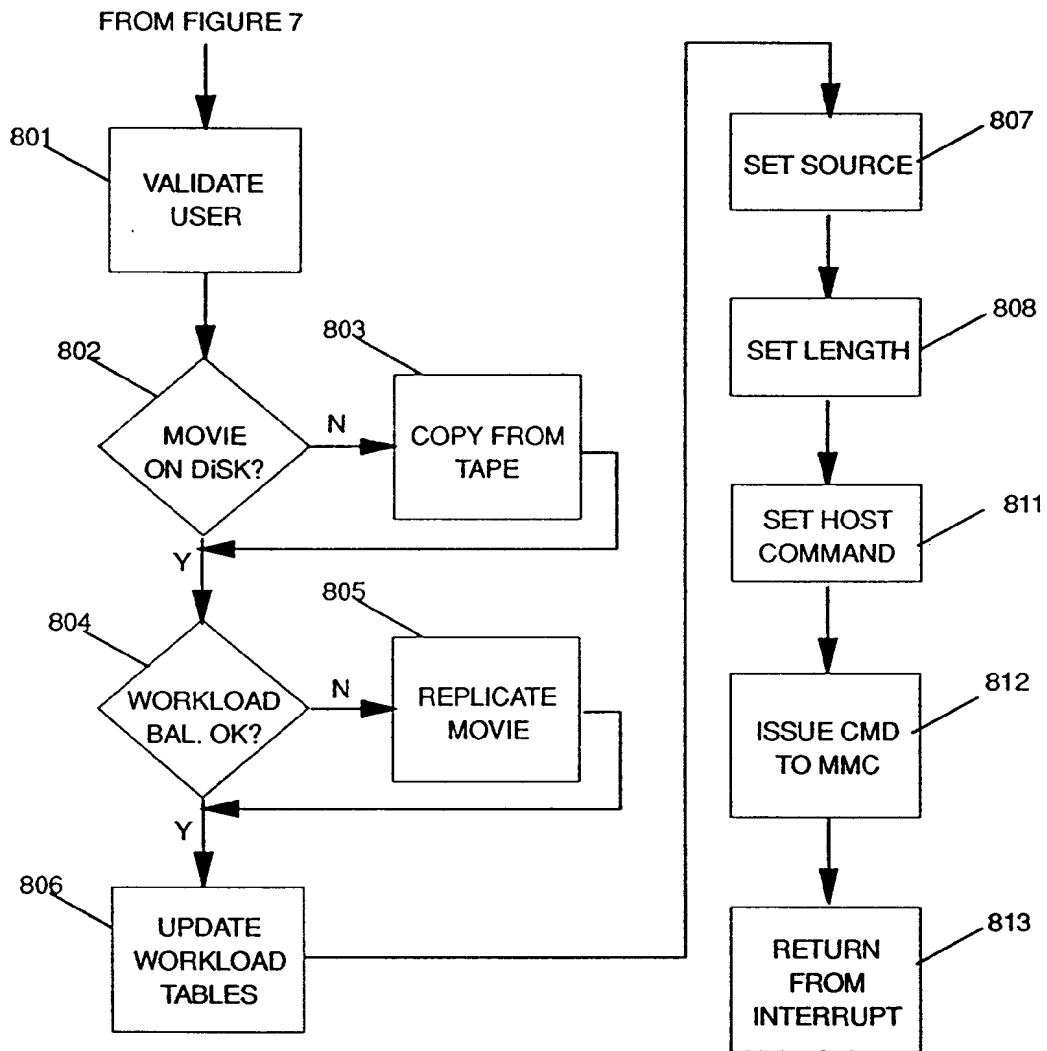 FROM FIGURE 7
801
VALIDATE
USER
802
MOVIE
ON DiSK?
N
803
COPY FROM
TAPE
Y
804
WORKLOAD
BAL. OK?
N
805
REPLICATE
MOVIE
Y
806
UPDATE
WORKLOAD
TABLES
807
SET SOURCE
808
SET LENGTH
811
SET HOST
COMMAND
812
ISSUE CMD
TO MMC
813
RETURN
FROM
INTERRUPT